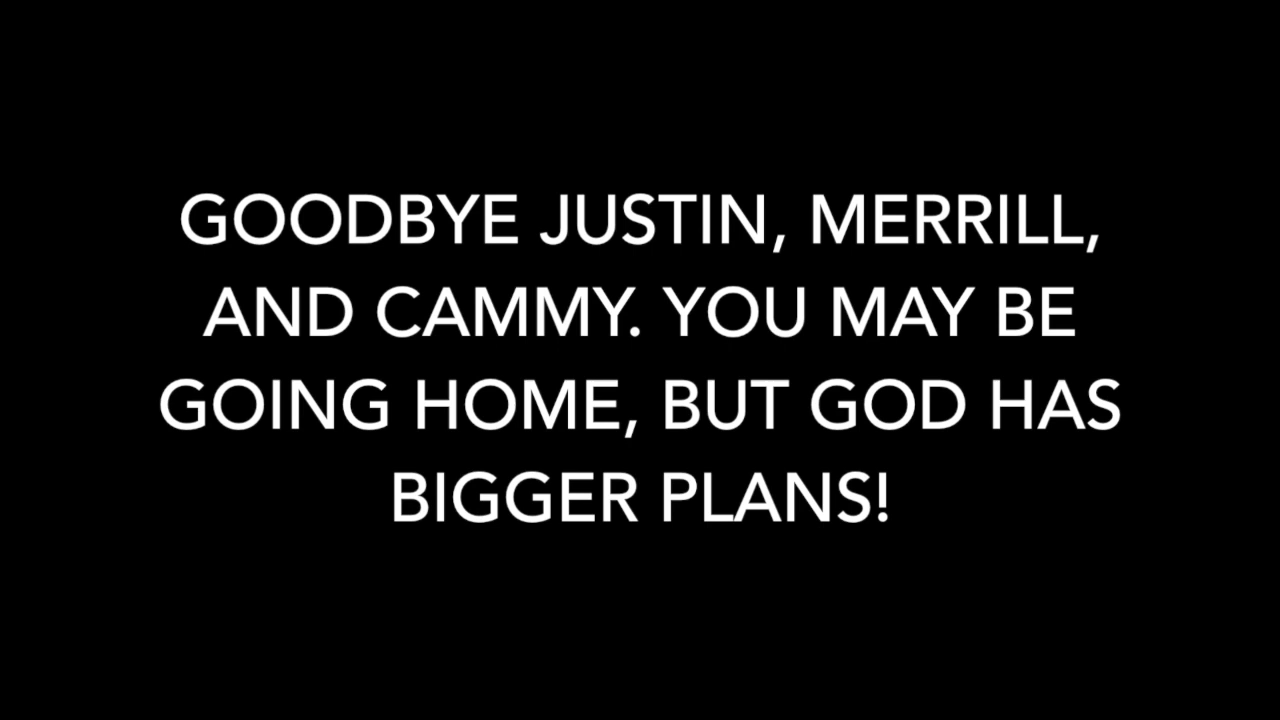 GOODBYE JUSTIN, MERRILL,
AND CAMMY. YOU MAY BE
GOING HOME, BUT GOD HAS
BIGGER PLANS!